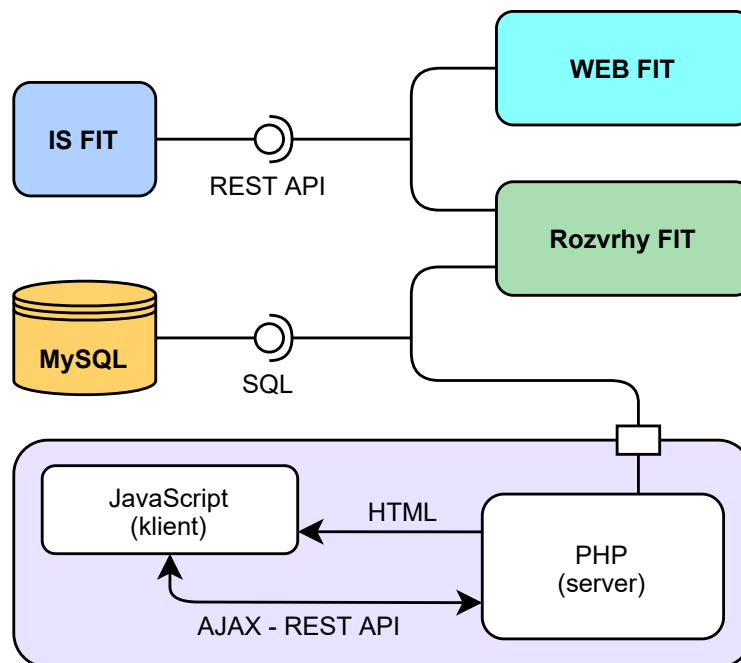 WEB FIT
IS FIT
REST API
Rozvrhy FIT
MySQL
SQL
JavaScript
(klient)
HTML
PHP
(server)
AJAX - REST API